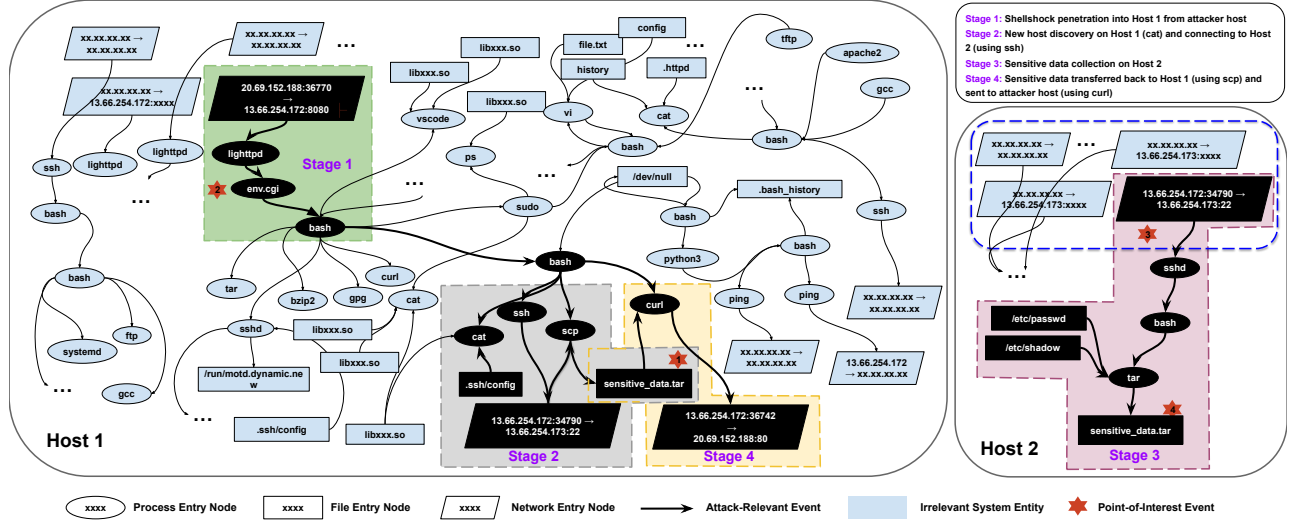 Stage 1: Shellshock penetration into Host 1 from attacker host
Stage 2: New host discovery on Host 1 (cat) and connecting to Host
2 (using ssh)
Stage 3: Sensitive data collection on Host 2
Stage 4: Sensitive data transferred back to Host 1 (using scp) and
sent to attacker host (using curl)
xx.xx.xx.xx →
xx.xx.xx.xx
xx.xx.xx.xx →
xx.xx.xx.xx
...
xx.xx.xx.xx →
13.66.254.172:xxxx
ssh
lighttpd
lighttpd
...
bash
bash
systemd
ftp
gcc
...
20.69.152.188:36770
→
13.66.254.172:8080
Stage 1
lighttpd
2
env.cgi
bash
libxxx.so
libxxx.so
vscode
libxxx.so
ps
...
...
sudo
file.txt
config
history
.httpd
vi
cat
bash
...
tftp
apache2
gcc
...
bash
/dev/null
.bash_history
bash
python3
bash
ssh
ping
ping
xx.xx.xx.xx →
xx.xx.xx.xx
xx.xx.xx.xx →
xx.xx.xx.xx
13.66.254.172
→ xx.xx.xx.xx
tar
bzip2
gpg
curl
cat
sshd
libxxx.so
libxxx.so
/run/motd.dynamic.ne
w
...
.ssh/config
libxxx.so
bash
cat
ssh
scp
curl
.ssh/config
1
sensitive_data.tar
13.66.254.172:34790 →
13.66.254.173:22
Stage 2
13.66.254.172:36742
→
20.69.152.188:80
Stage 4
Host 1
xx.xx.xx.xx →
xx.xx.xx.xx
...
xx.xx.xx.xx →
13.66.254.173:xxxx
xx.xx.xx.xx →
13.66.254.173:xxxx
13.66.254.172:34790 →
13.66.254.173:22
3
...
sshd
bash
/etc/passwd
/etc/shadow
tar
4
sensitive_data.tar
Stage 3
Host 2
xxxx
Process Entry Node
xxxx
File Entry Node
xxxx
Network Entry Node
Attack-Relevant Event
Irrelevant System
Entity
Point-of-Interest Event